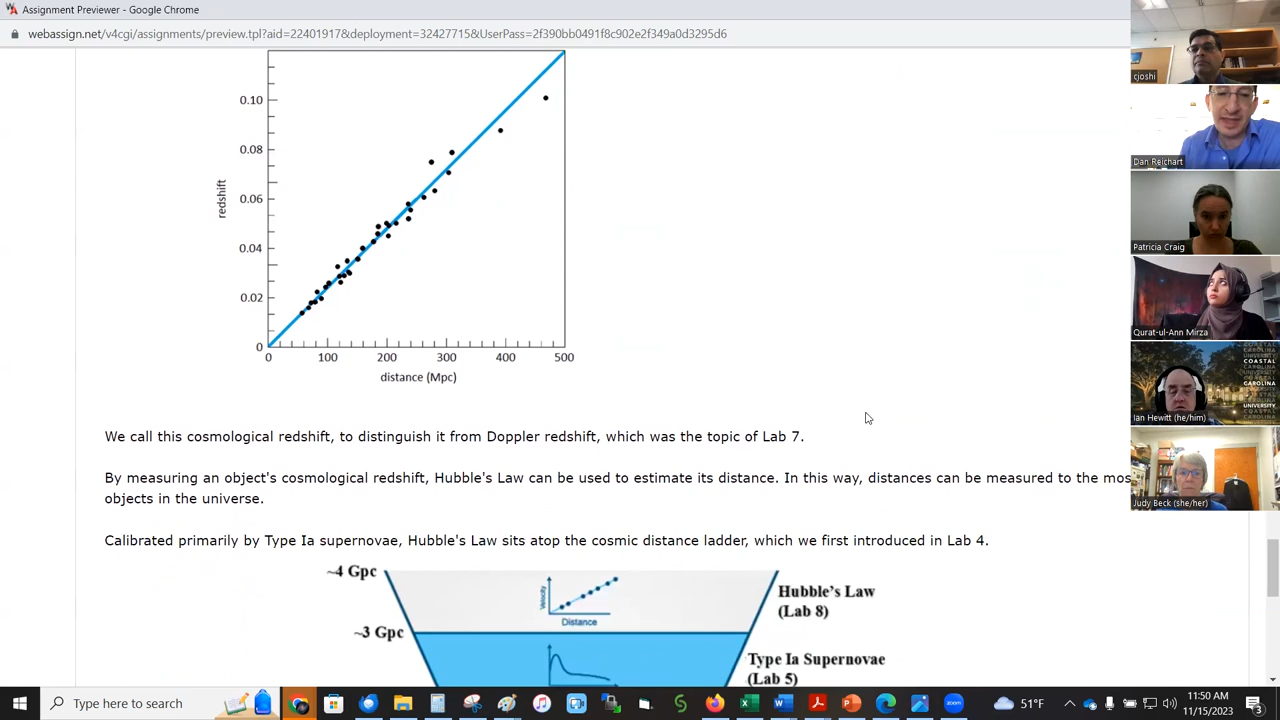 Assignment Previewer - Google Chrome
webassign.net/v4cgi/assignments/preview.tpl?aid=22401917&deployment=32427715&UserPass=2f390bb0491f8c902e2f349a0d3295d6
0.10
0.08
0.06
0.04
0.02
0
redshift
0 100 200 300 400 500
distance (Mpc)
We call this cosmological redshift, to distinguish it from Doppler redshift, which was the topic of Lab 7.
By measuring an object's cosmological redshift, Hubble's Law can be used to estimate its distance. In this way, distances can be measured to the mos
objects in the universe.
Calibrated primarily by Type Ia supernovae, Hubble's Law sits atop the cosmic distance ladder, which we first introduced in Lab 4.
~4 Gpc
Velocity
Distance
Hubble's Law
(Lab 8)
~3 Gpc
Type Ia Supernovae
(Lab 5)
cjoshi
Dan Reichart
Patricia Craig
Qurat-ul-Ann Mirza
COASTAL
CAROLINA
UNIVERSITY
Ian Hewitt (he/him)
Judy Beck (she/her)
Type here to search
51°F
11:50 AM
11/15/2023
3